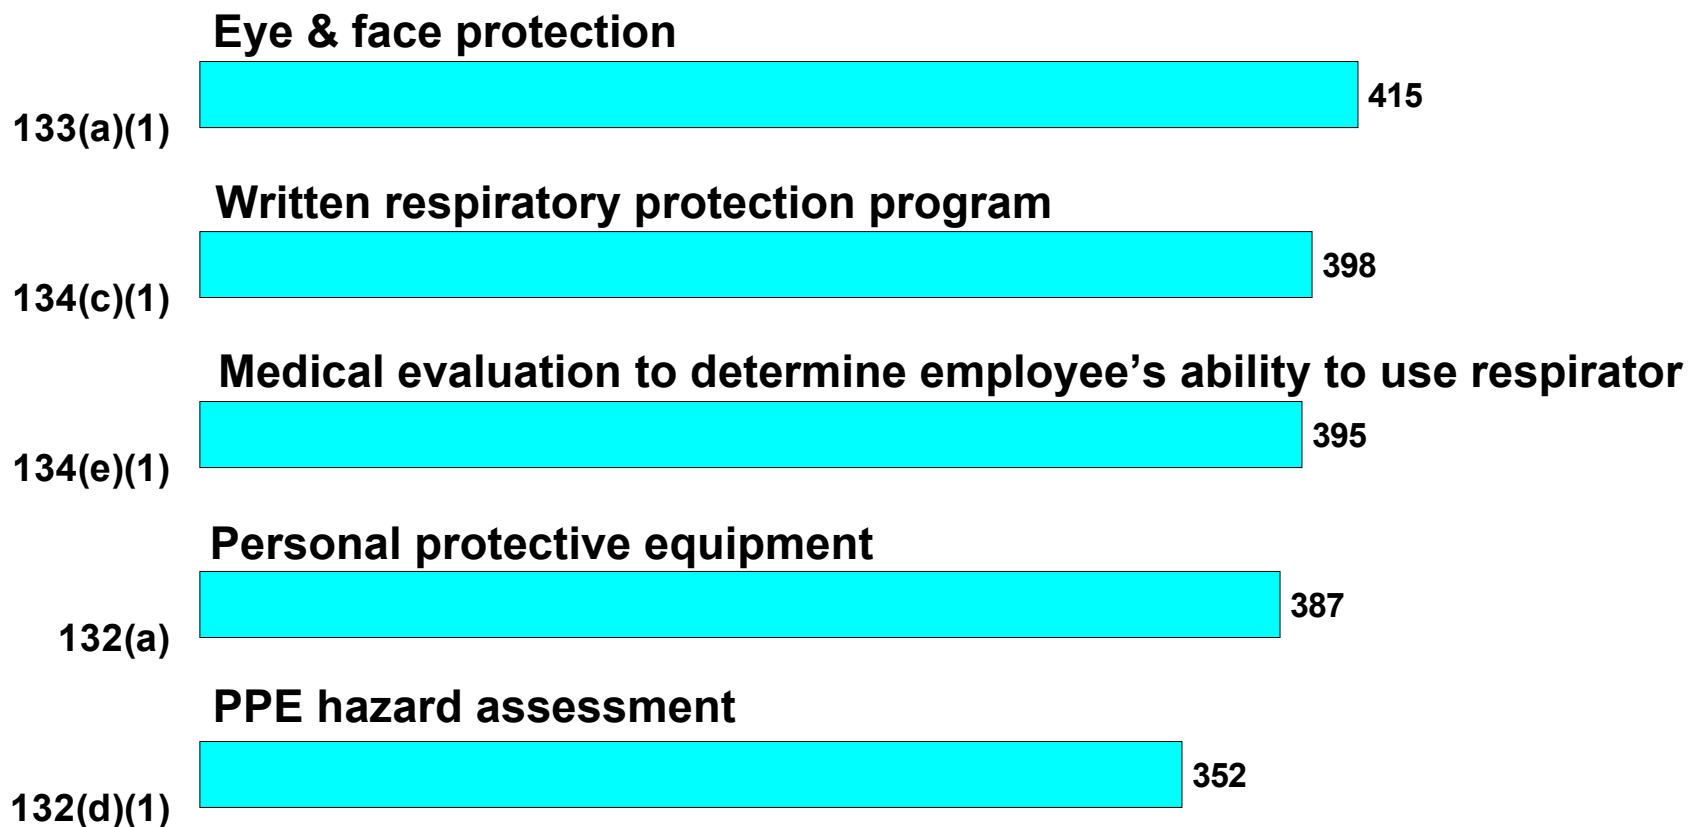 Eye & face protection
415
133(a)(1)
Written respiratory protection program
398
134(c)(1)
Medical evaluation to determine employee’s ability to use respirator
395
134(e)(1)
Personal protective equipment
387
132(a)
PPE hazard assessment
352
132(d)(1)